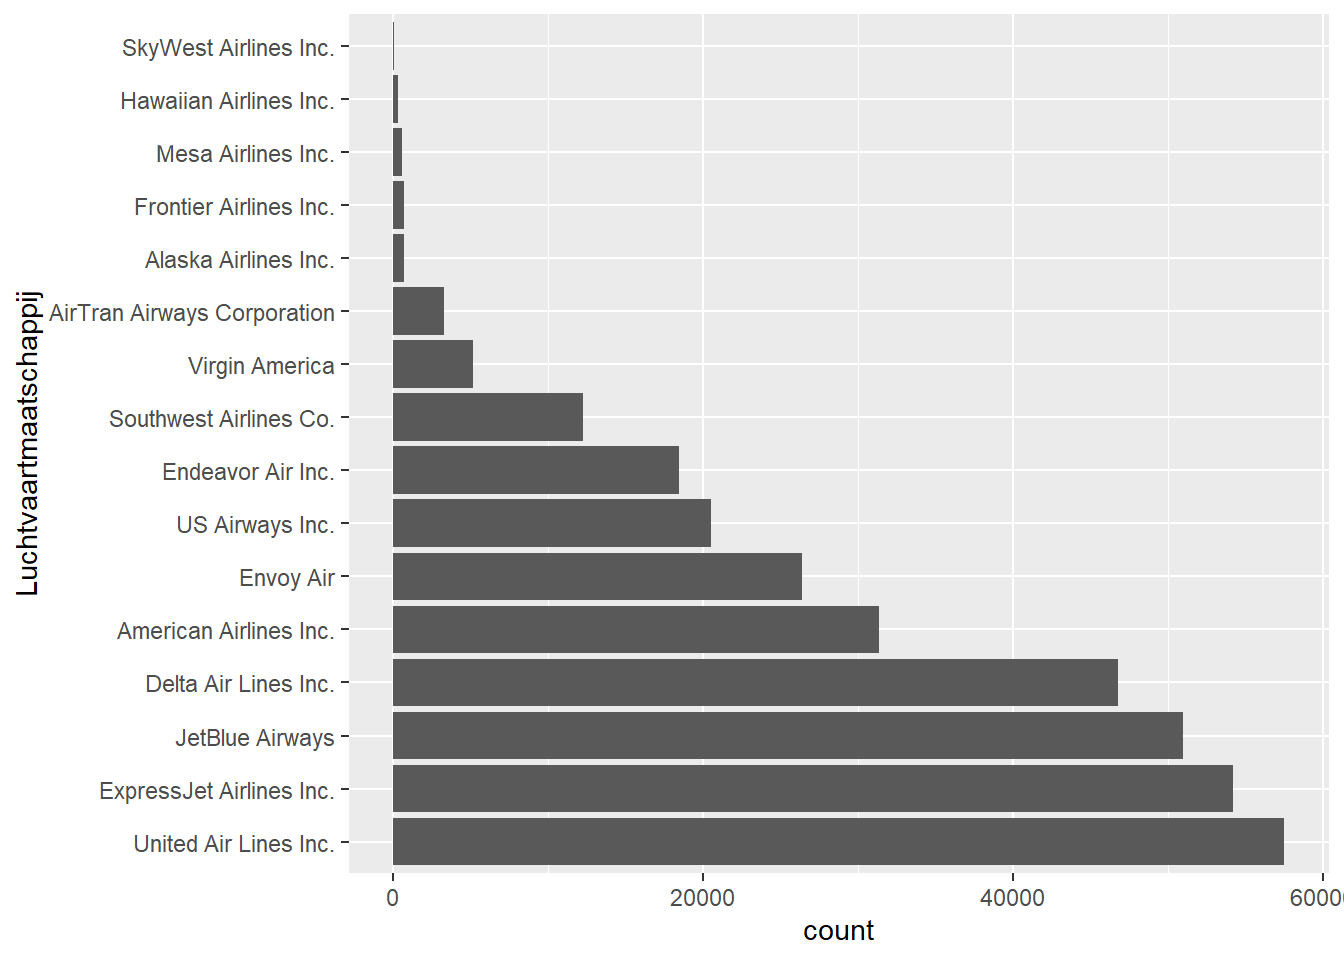 SkyWest Airlines Inc.
Hawaiian Airlines Inc.
Mesa Airlines Inc.
Frontier Airlines Inc.
Alaska Airlines Inc.
AirTran Airways Corporation
Virgin America
Southwest Airlines Co.
Endeavor Air Inc.
US Airways Inc.
Envoy Air
American Airlines Inc.
Delta Air Lines Inc.
JetBlue Airways
ExpressJet Airlines Inc.
United Air Lines Inc.
Luchtvaartmaatschappij
0 20000 40000 60000
count